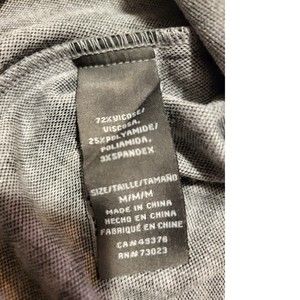 72%VISCOSE/
VISCOSA,
25%POLYAMIDE/
POLIAMIDA,
3%SPANDEX
SIZE/TAILLE/TAMAÑO
M/M/M
MADE IN CHINA
HECHO EN CHINA
FABRIQUÉ EN CHINE
CA# 49376
RN# 73023